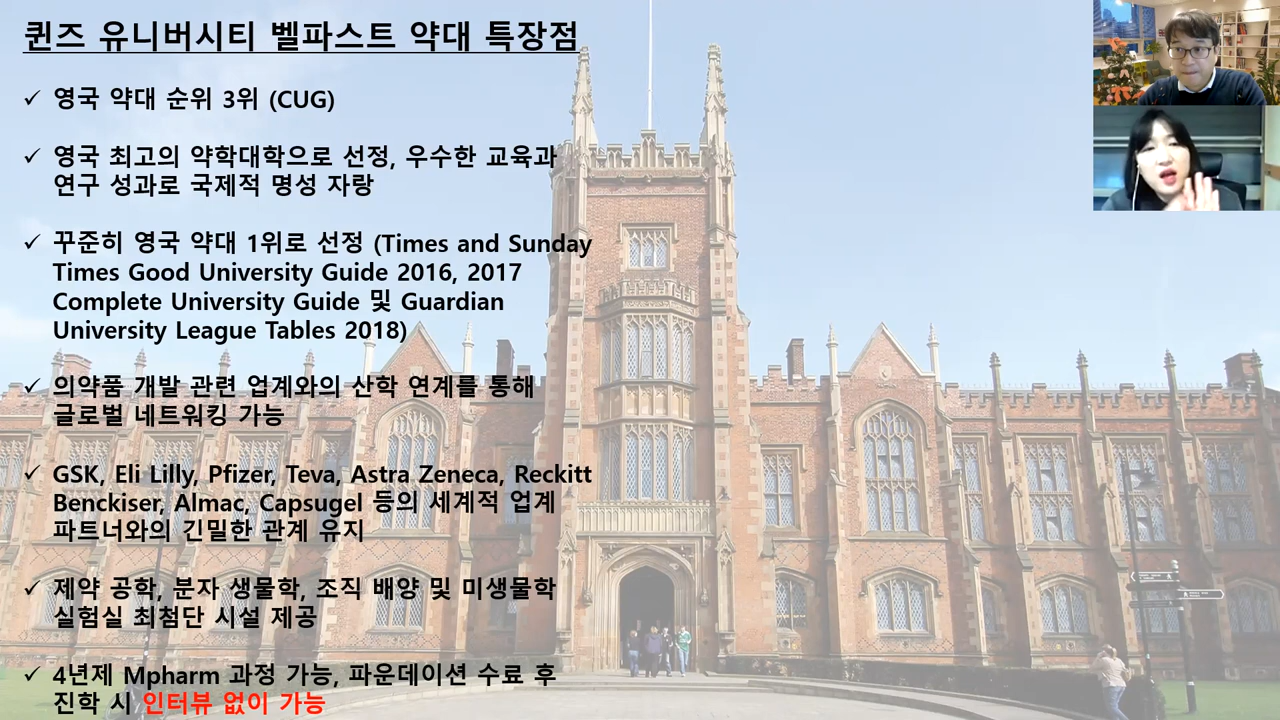 퀸즈 유니버시티 벨파스트 약대 특장점
✓ 영국 약대 순위 3위 (CUG)
✓ 영국 최고의 약학대학으로 선정, 우수한 교육과
연구 성과로 국제적 명성 자랑
✓ 꾸준히 영국 약대 1위로 선정 (Times and Sunday
Times Good University Guide 2016, 2017
Complete University Guide 및 Guardian
University League Tables 2018)
✓ 의약품 개발 관련 업계와의 산학 연계를 통해
글로벌 네트워킹 가능
✓ GSK, Eli Lilly, Pfizer, Teva, Astra Zeneca, Reckitt
Benckiser, Almac, Capsugel 등의 세계적 업계
파트너와의 긴밀한 관계 유지
✓ 제약 공학, 분자 생물학, 조직 배양 및 미생물학
실험실 최첨단 시설 제공
✓ 4년제 Mpharm 과정 가능, 파운데이션 수료 후
진학 시 인터뷰 없이 가능